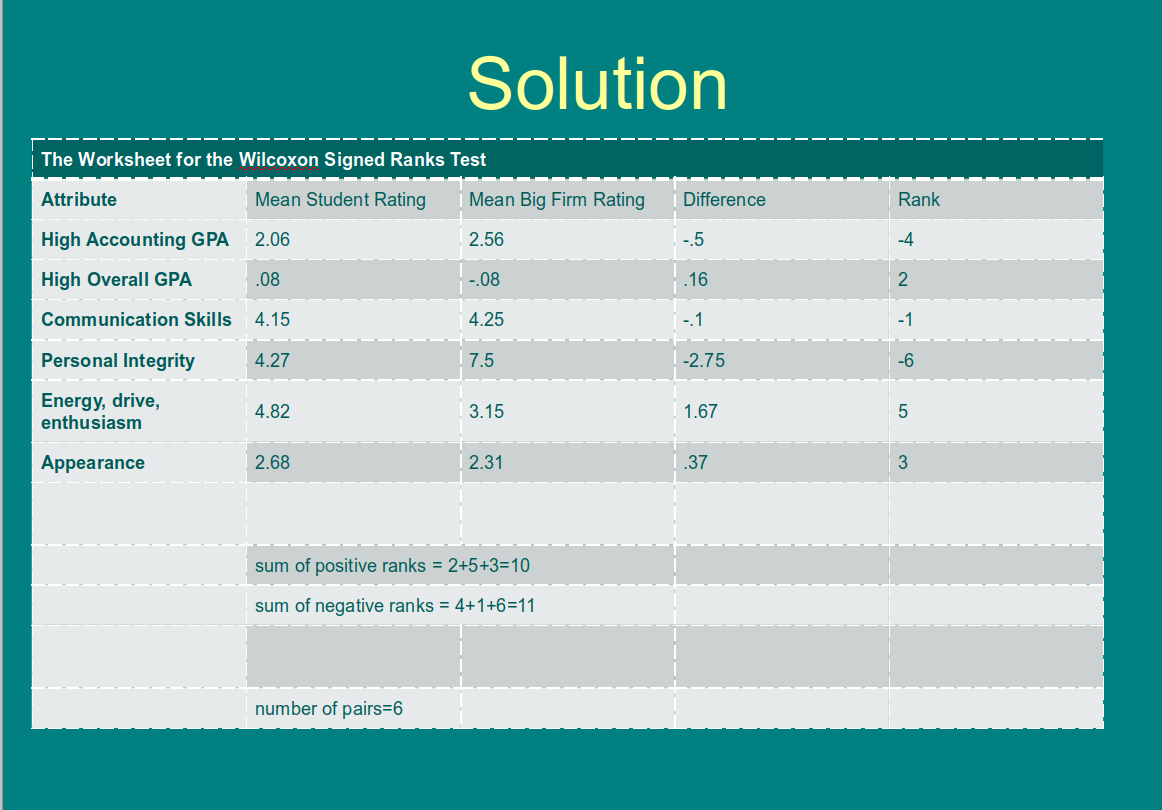 Solution
The Worksheet for the Wilcoxon Signed Ranks Test
Attribute Mean Student Rating Mean Big Firm Rating Difference Rank
High Accounting GPA 2.06 2.56 -.5 -4
High Overall GPA .08 -.08 .16 2
Communication Skills 4.15 4.25 -.1 -1
Personal Integrity 4.27 7.5 -2.75 -6
Energy, drive,
enthusiasm 4.82 3.15 1.67 5
Appearance 2.68 2.31 .37 3
sum of positive ranks = 2+5+3=10
sum of negative ranks = 4+1+6=11
number of pairs=6